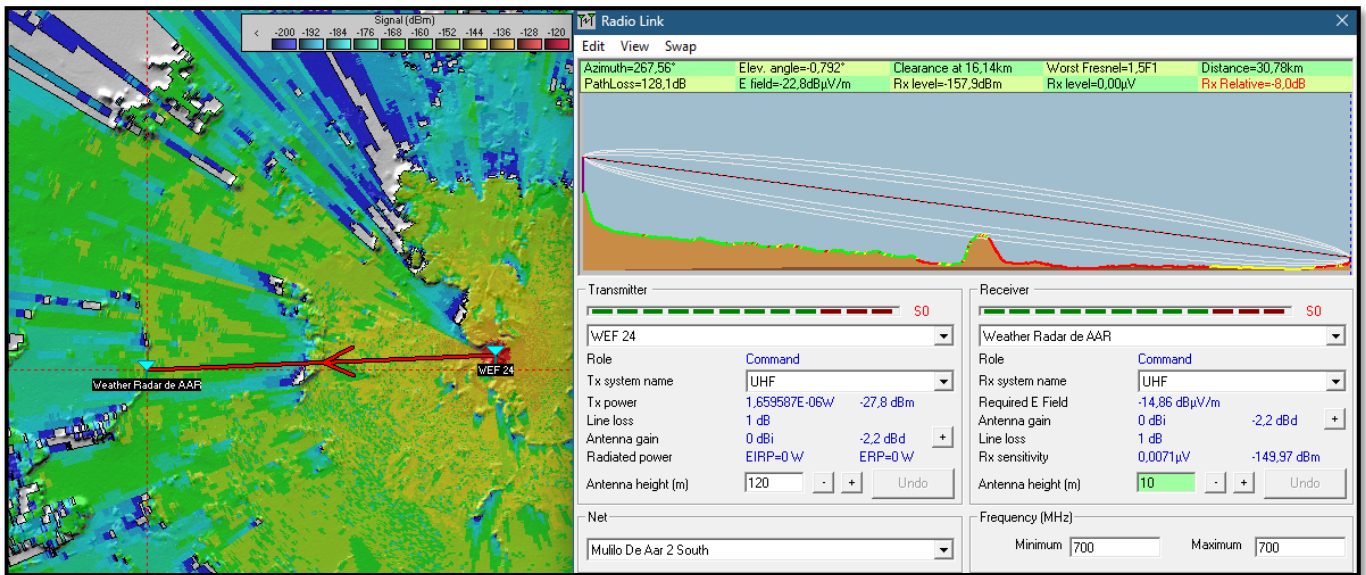 Signal (dBm)
< -200 -192 -184 -176 -168 -160 -152 -144 -136 -128 -120
Weather Radar de AAR
WEF 24
Radio Link
Edit View Swap
Azimuth=267,56° Elev. angle=-0,792° Clearance at 16,14km Worst Fresnel=1,5F1 Distance=30,78km
PathLoss=128,1dB E field=-22,8dBµV/m Rx level=-157,9dBm Rx level=0,00µV Rx Relative=-8,0dB
Transmitter
S0
WEF 24
Role Command
Tx system name UHF
Tx power 1,659587E-06W -27,8 dBm
Line loss 1 dB
Antenna gain 0 dBi -2,2 dBd +
Radiated power EIRP=0 W ERP=0 W
Antenna height (m) 120 - + Undo
Net
Mulilo De Aar 2 South
Receiver
S0
Weather Radar de AAR
Role Command
Rx system name UHF
Required E Field -14,86 dBµV/m
Antenna gain 0 dBi -2,2 dBd +
Line loss 1 dB
Rx sensitivity 0,0071µV -149,97 dBm
Antenna height (m) 10 - + Undo
Frequency (MHz)
Minimum 700 Maximum 700